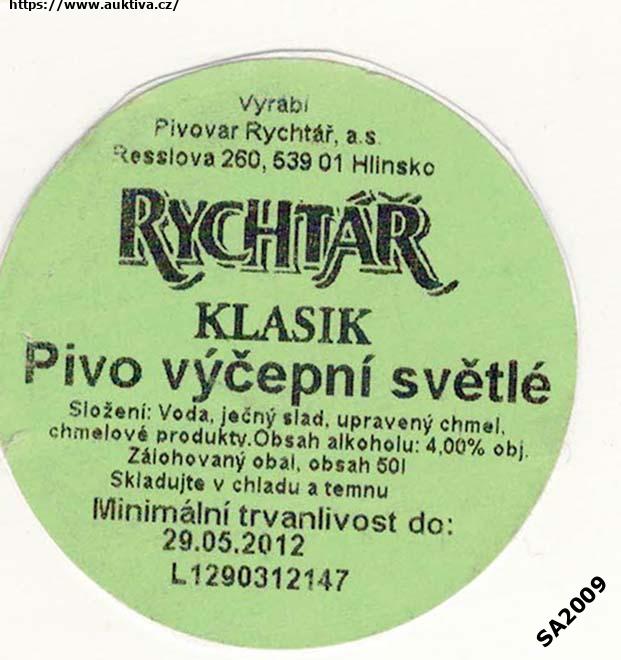 https://www.auktiva.cz/
Vyrábí
Pivovar Rychtář, a.s.
Resslova 260, 539 01 Hlinsko
RYCHTÁŘ
KLASIK
Pivo výčepní světlé
Složení: Voda, ječný slad, upravený chmel,
chmelové produkty.Obsah alkoholu: 4,00% obj.
Zálohovaný obal, obsah 50l
Skladujte v chladu a temnu
Minimální trvanlivost do:
29.05.2012
L1290312147
SA2009